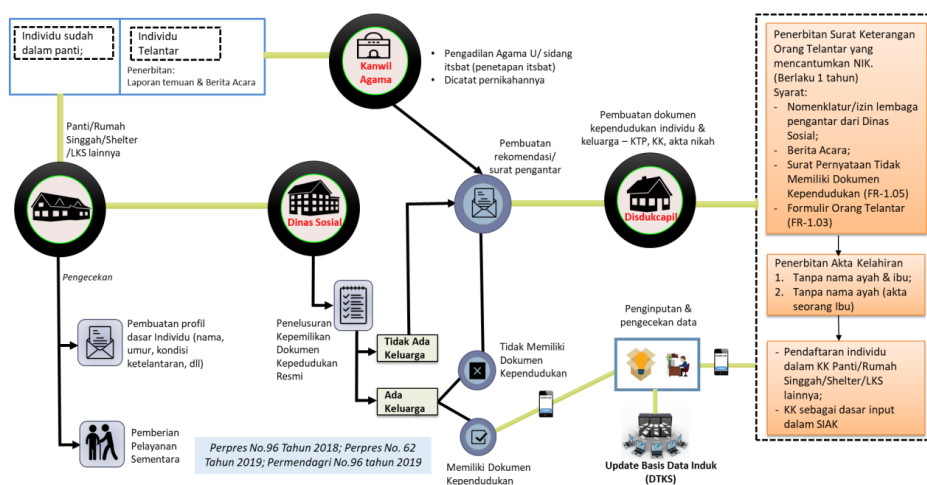 Individu sudah
dalam panti;
Individu
Telantar
Penerbitan:
Laporan temuan & Berita Acara
Kanwil
Agama
• Pengadilan Agama U/ sidang
itsbat (penetapan itsbat)
• Dicatat pernikahannya
Panti/Rumah
Singgah/Shelter
/LKS lainnya
Dinas Sosial
Pembuatan
rekomendasi/
surat pengantar
Pembuatan dokumen
kependudukan individu &
keluarga – KTP, KK, akta nikah
Disdukcapil
Penerbitan Surat Keterangan
Orang Telantar yang
mencantumkan NIK.
(Berlaku 1 tahun)
Syarat:
- Nomenklatur/izin lembaga
pengantar dari Dinas
Sosial;
- Berita Acara;
- Surat Pernyataan Tidak
Memiliki Dokumen
Kependudukan (FR-1.05)
- Formulir Orang Telantar
(FR-1.03)
Penerbitan Akta Kelahiran
1. Tanpa nama ayah & ibu;
2. Tanpa nama ayah (akta
seorang Ibu)
- Pendaftaran individu
dalam KK Panti/Rumah
Singgah/Shelter/LKS
lainnya;
- KK sebagai dasar input
dalam SIAK
Pengecekan
Pembuatan profil
dasar Individu (nama,
umur, kondisi
ketelantaran, dll)
Pemberian
Pelayanan
Sementara
Penelusuran
Kepemilikan
Dokumen
Kepedudukan
Resmi
Tidak Ada
Keluarga
Ada
Keluarga
Tidak Memiliki
Dokumen
Kependudukan
Memiliki Dokumen
Kependudukan
Penginputan &
pengecekan data
Update Basis Data Induk
(DTKS)
Perpres No.96 Tahun 2018; Perpres No. 62
Tahun 2019; Permendagri No.96 tahun 2019